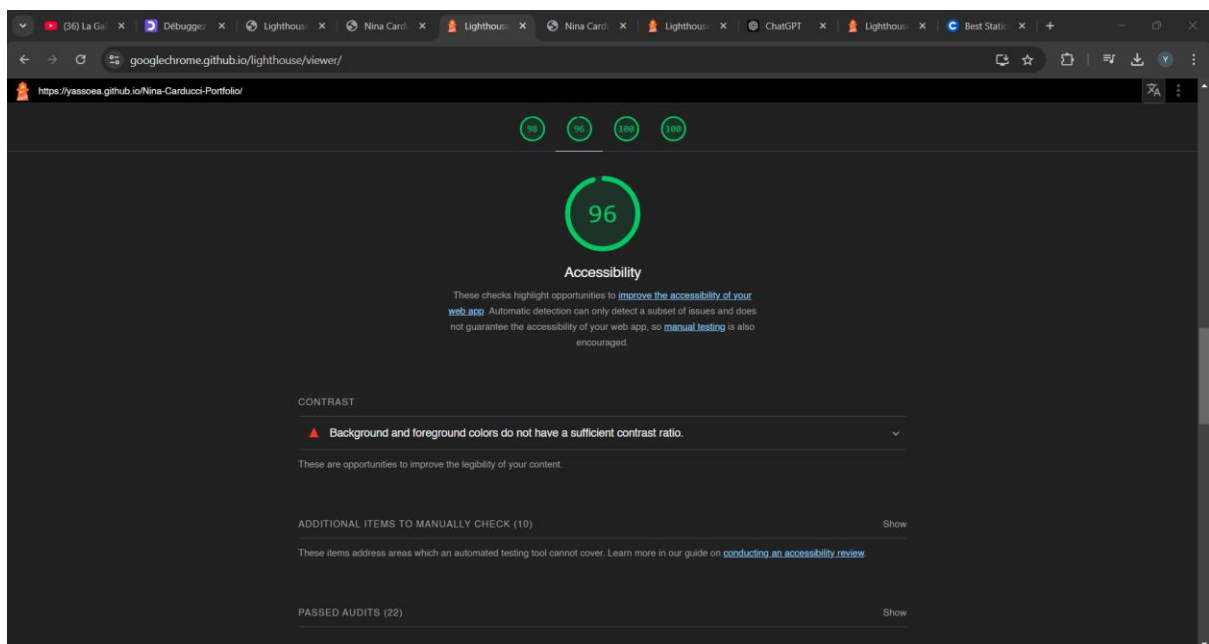 (36) La Gal
Débuggez
Lighthous
Nina Card
Lighthous
Nina Card
Lighthous
ChatGPT
Lighthous
Best Static
googlechrome.github.io/lighthouse/viewer/
Y
https://yassoea.github.io/Nina-Carducci-Portfolio/
98 96 100 100
96
Accessibility
These checks highlight opportunities to improve the accessibility of your
web app. Automatic detection can only detect a subset of issues and does
not guarantee the accessibility of your web app, so manual testing is also
encouraged.
CONTRAST
Background and foreground colors do not have a sufficient contrast ratio.
These are opportunities to improve the legibility of your content.
ADDITIONAL ITEMS TO MANUALLY CHECK (10) Show
These items address areas which an automated testing tool cannot cover. Learn more in our guide on conducting an accessibility review.
PASSED AUDITS (22) Show